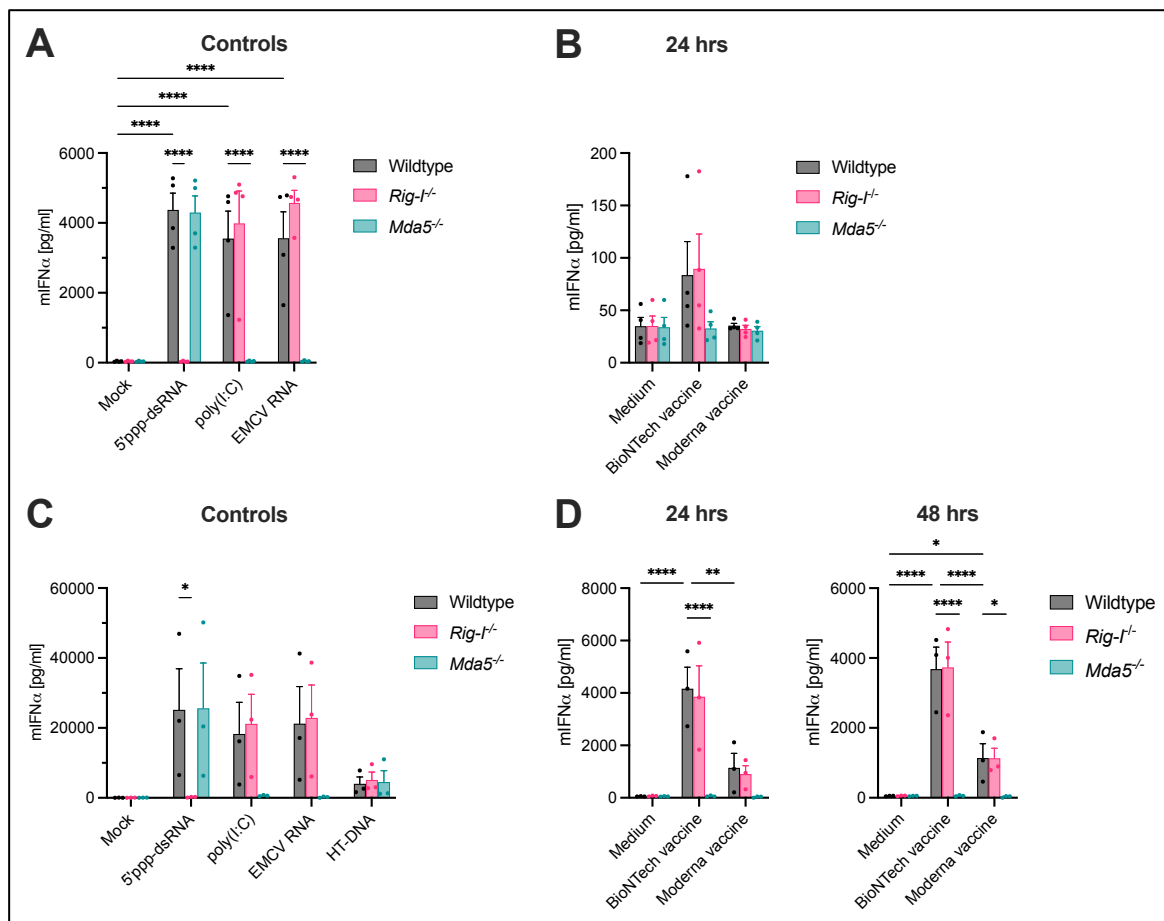 A
Controls
****
****
****
****
****
****
6000
4000
2000
0
mIFNα [pg/ml]
Mock
5'ppp-dsRNA
poly(I:C)
EMCV RNA
Wildtype
Rig-I-/-
Mda5-/-
B
24 hrs
200
150
100
50
0
mIFNα [pg/ml]
Medium
BioNTech vaccine
Moderna vaccine
Wildtype
Rig-I-/-
Mda5-/-
C
Controls
*
60000
40000
20000
0
mIFNα [pg/ml]
Mock
5'ppp-dsRNA
poly(I:C)
EMCV RNA
HT-DNA
Wildtype
Rig-I-/-
Mda5-/-
D
24 hrs
****
**
****
8000
6000
4000
2000
0
mIFNα [pg/ml]
Medium
BioNTech vaccine
Moderna vaccine
48 hrs
*
****
****
****
*
8000
6000
4000
2000
0
mIFNα [pg/ml]
Medium
BioNTech vaccine
Moderna vaccine
Wildtype
Rig-I-/-
Mda5-/-